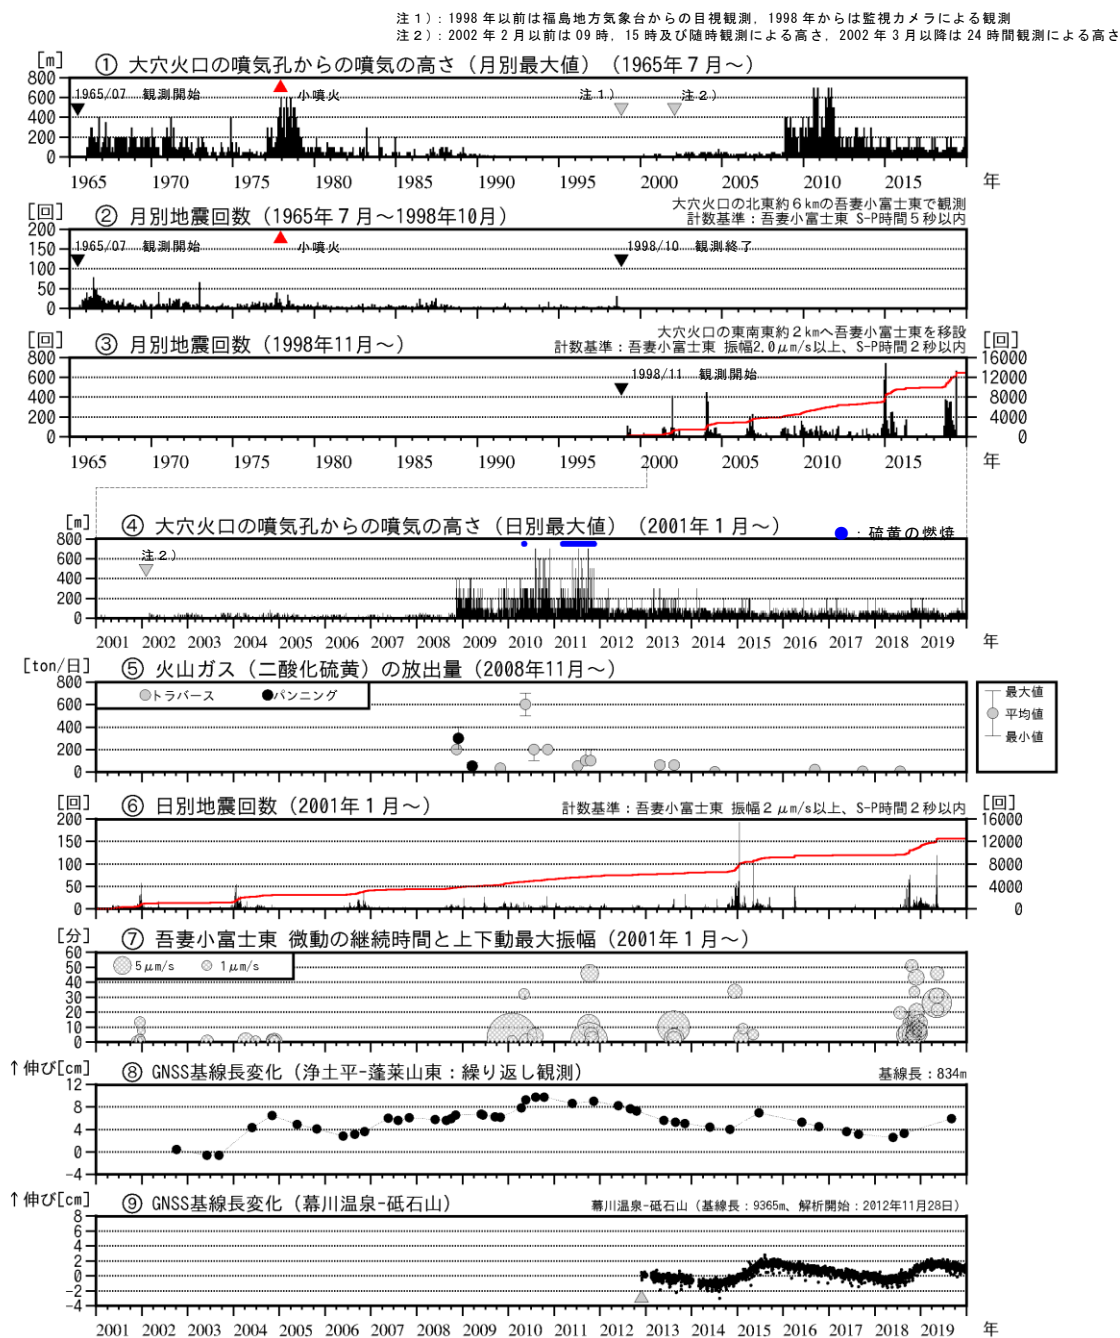 注１）: 1998 年以前は福島地方気象台からの目視観測, 1998 年からは監視カメラによる観測
注２）: 2002 年２月以前は 09 時, 15 時及び随時観測による高さ, 2002 年３月以降は 24 時間観測による高さ
[m] ① 大穴火口の噴気孔からの噴気の高さ（月別最大値）（1965年７月～）
800
600
400
200
0
1965/07 観測開始
小噴火
注１）
注２）
1965 1970 1975 1980 1985 1990 1995 2000 2005 2010 2015 年
[回] ② 月別地震回数（1965年７月～1998年10月）
大穴火口の北東約６kmの吾妻小富士東で観測
計数基準：吾妻小富士東 S-P時間５秒以内
200
150
100
50
0
1965/07 観測開始
小噴火
1998/10 観測終了
[回] ③ 月別地震回数（1998年11月～）
大穴火口の東南東約２kmへ吾妻小富士東を移設
計数基準：吾妻小富士東 振幅2.0μm/s以上、S-P時間２秒以内
[回]
800
600
400
200
0
1998/11 観測開始
16000
12000
8000
4000
0
1965 1970 1975 1980 1985 1990 1995 2000 2005 2010 2015 年
[m] ④ 大穴火口の噴気孔からの噴気の高さ（日別最大値）（2001年１月～）
：硫黄の燃焼
800
600
400
200
0
注２）
2001 2002 2003 2004 2005 2006 2007 2008 2009 2010 2011 2012 2013 2014 2015 2016 2017 2018 2019 年
[ton/日] ⑤ 火山ガス（二酸化硫黄）の放出量（2008年11月～）
800
600
400
200
0
トラバース パンニング
最大値
平均値
最小値
[回] ⑥ 日別地震回数（2001年１月～）
計数基準：吾妻小富士東 振幅２μm/s以上、S-P時間２秒以内
[回]
200
150
100
50
0
16000
12000
8000
4000
0
[分] ⑦ 吾妻小富士東 微動の継続時間と上下動最大振幅（2001年１月～）
60
50
40
30
20
10
0
5μm/s 1μm/s
2001 2002 2003 2004 2005 2006 2007 2008 2009 2010 2011 2012 2013 2014 2015 2016 2017 2018 2019
↑伸び[cm] ⑧ GNSS基線長変化（浄土平-蓬莱山東：繰り返し観測）
基線長：834m
12
8
4
0
-4
↑伸び[cm] ⑨ GNSS基線長変化（幕川温泉-砥石山）
幕川温泉-砥石山（基線長：9365m、解析開始：2012年11月28日）
8
6
4
2
0
-2
-4
2001 2002 2003 2004 2005 2006 2007 2008 2009 2010 2011 2012 2013 2014 2015 2016 2017 2018 2019 年